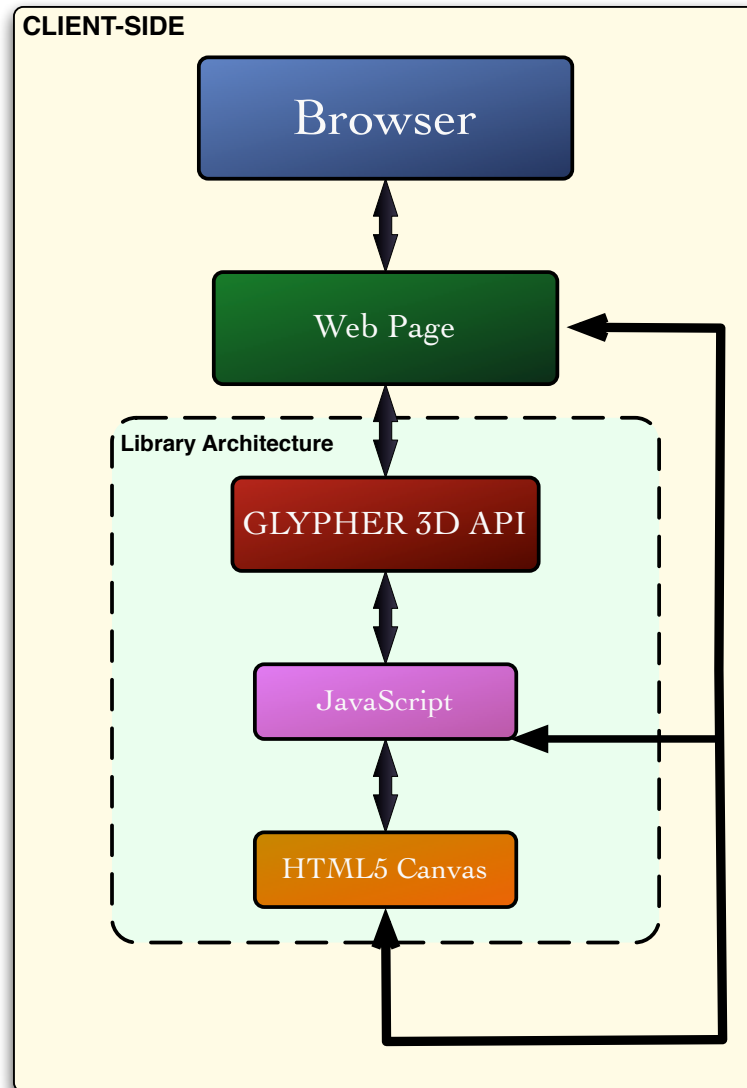 CLIENT-SIDE
Browser
Web Page
Library Architecture
GLYPHER 3D API
JavaScript
HTML5 Canvas